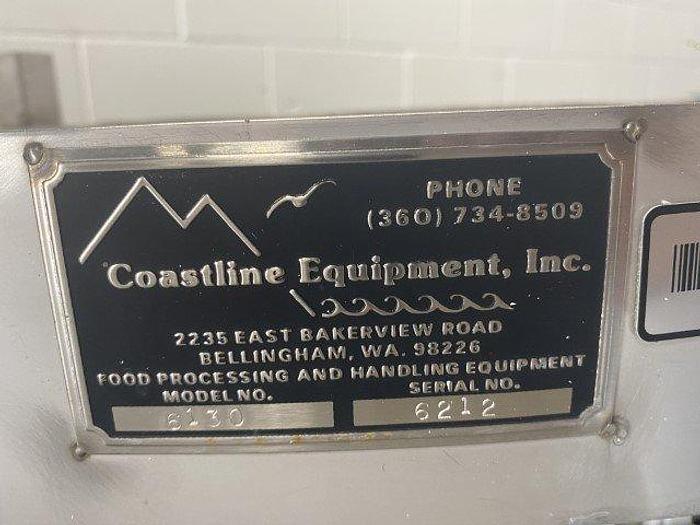 PHONE
(360) 734-8509
Coastline Equipment, Inc.
2235 EAST BAKERVIEW ROAD
BELLINGHAM, WA. 98226
FOOD PROCESSING AND HANDLING EQUIPMENT
MODEL NO. SERIAL NO.
6130 6212